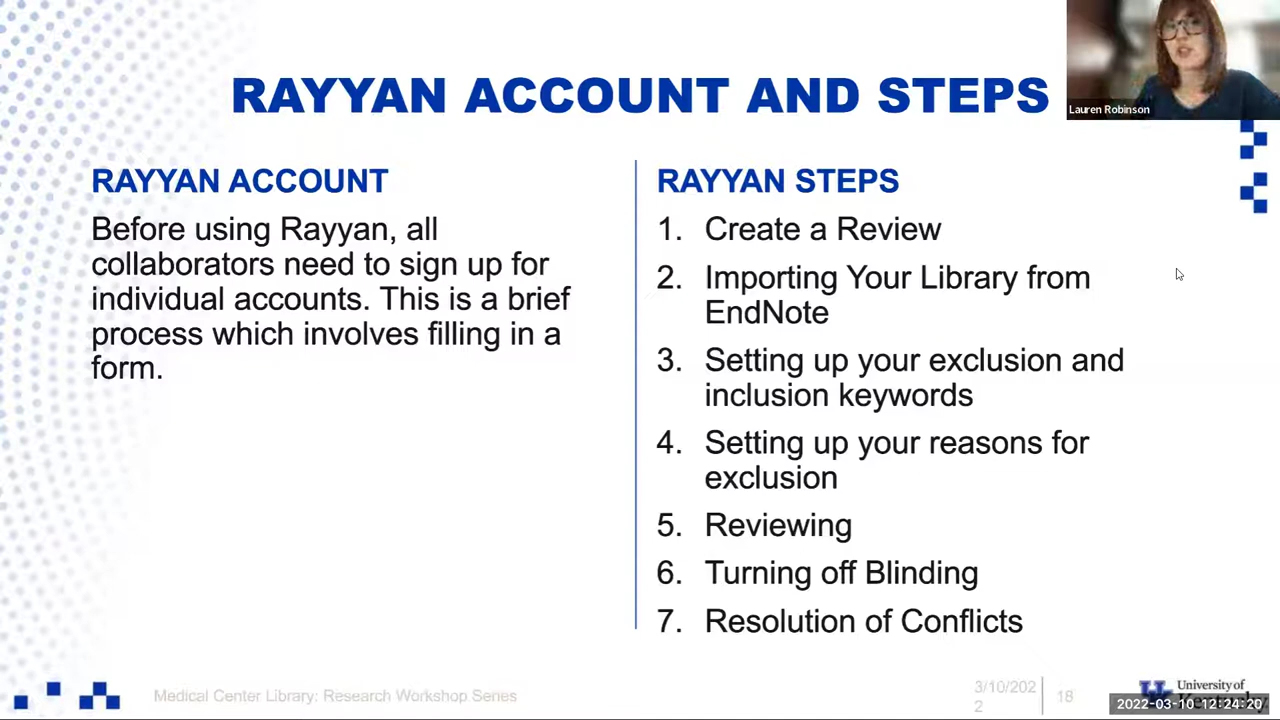 RAYYAN ACCOUNT AND STEPS
Lauren Robinson
RAYYAN ACCOUNT
Before using Rayyan, all
collaborators need to sign up for
individual accounts. This is a brief
process which involves filling in a
form.
RAYYAN STEPS
1. Create a Review
2. Importing Your Library from
EndNote
3. Setting up your exclusion and
inclusion keywords
4. Setting up your reasons for
exclusion
5. Reviewing
6. Turning off Blinding
7. Resolution of Conflicts
Medical Center Library: Research Workshop Series
3/10/202
2
18
University of
Kentucky
2022-03-10 12:24:20